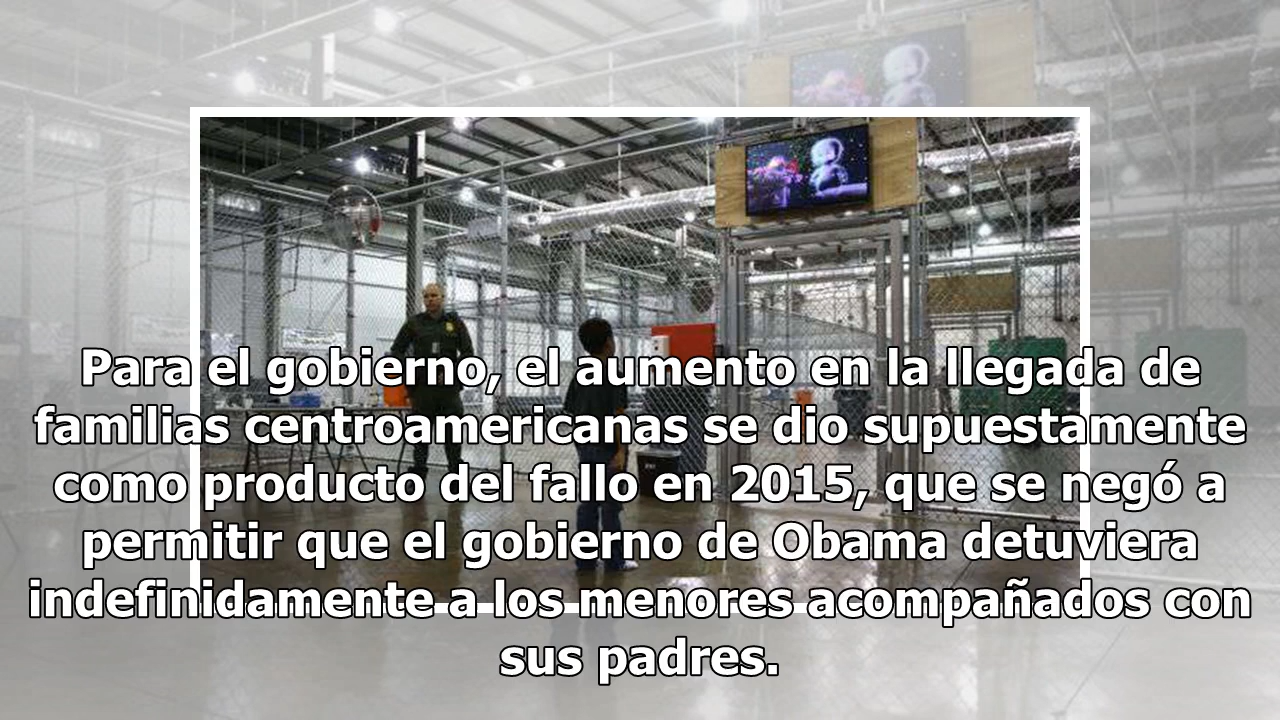 Para el gobierno, el aumento en la llegada de
familias centroamericanas se dio supuestamente
como producto del fallo en 2015, que se negó a
permitir que el gobierno de Obama detuviera
indefinidamente a los menores acompañados con
sus padres.